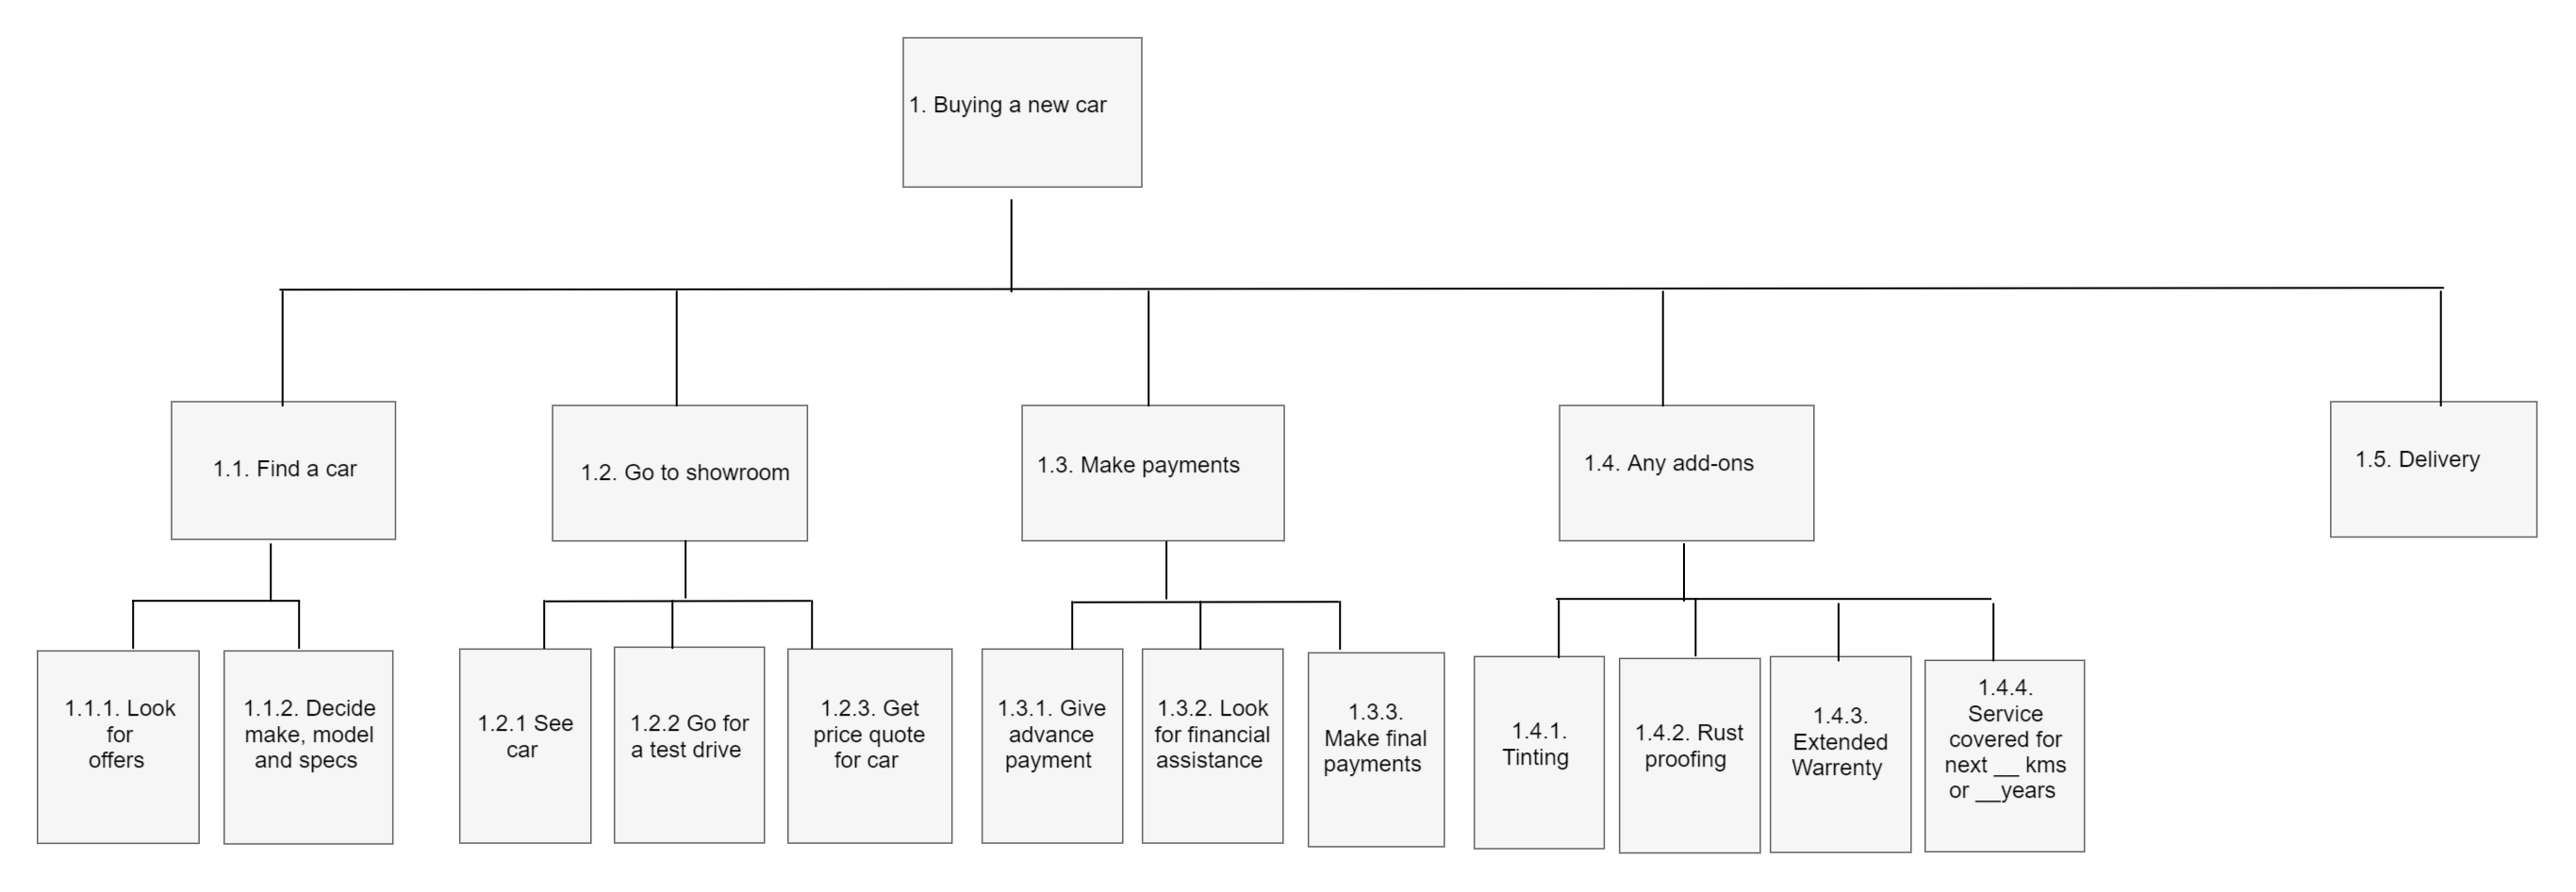 1. Buying a new car
1.1. Find a car
1.2. Go to showroom
1.3. Make payments
1.4. Any add-ons
1.5. Delivery
1.1.1. Look
for
offers
1.1.2. Decide
make, model
and specs
1.2.1 See
car
1.2.2 Go for
a test drive
1.2.3. Get
price quote
for car
1.3.1. Give
advance
payment
1.3.2. Look
for financial
assistance
1.3.3.
Make final
payments
1.4.1.
Tinting
1.4.2. Rust
proofing
1.4.3.
Extended
Warrenty
1.4.4.
Service
covered for
next __ kms
or __years